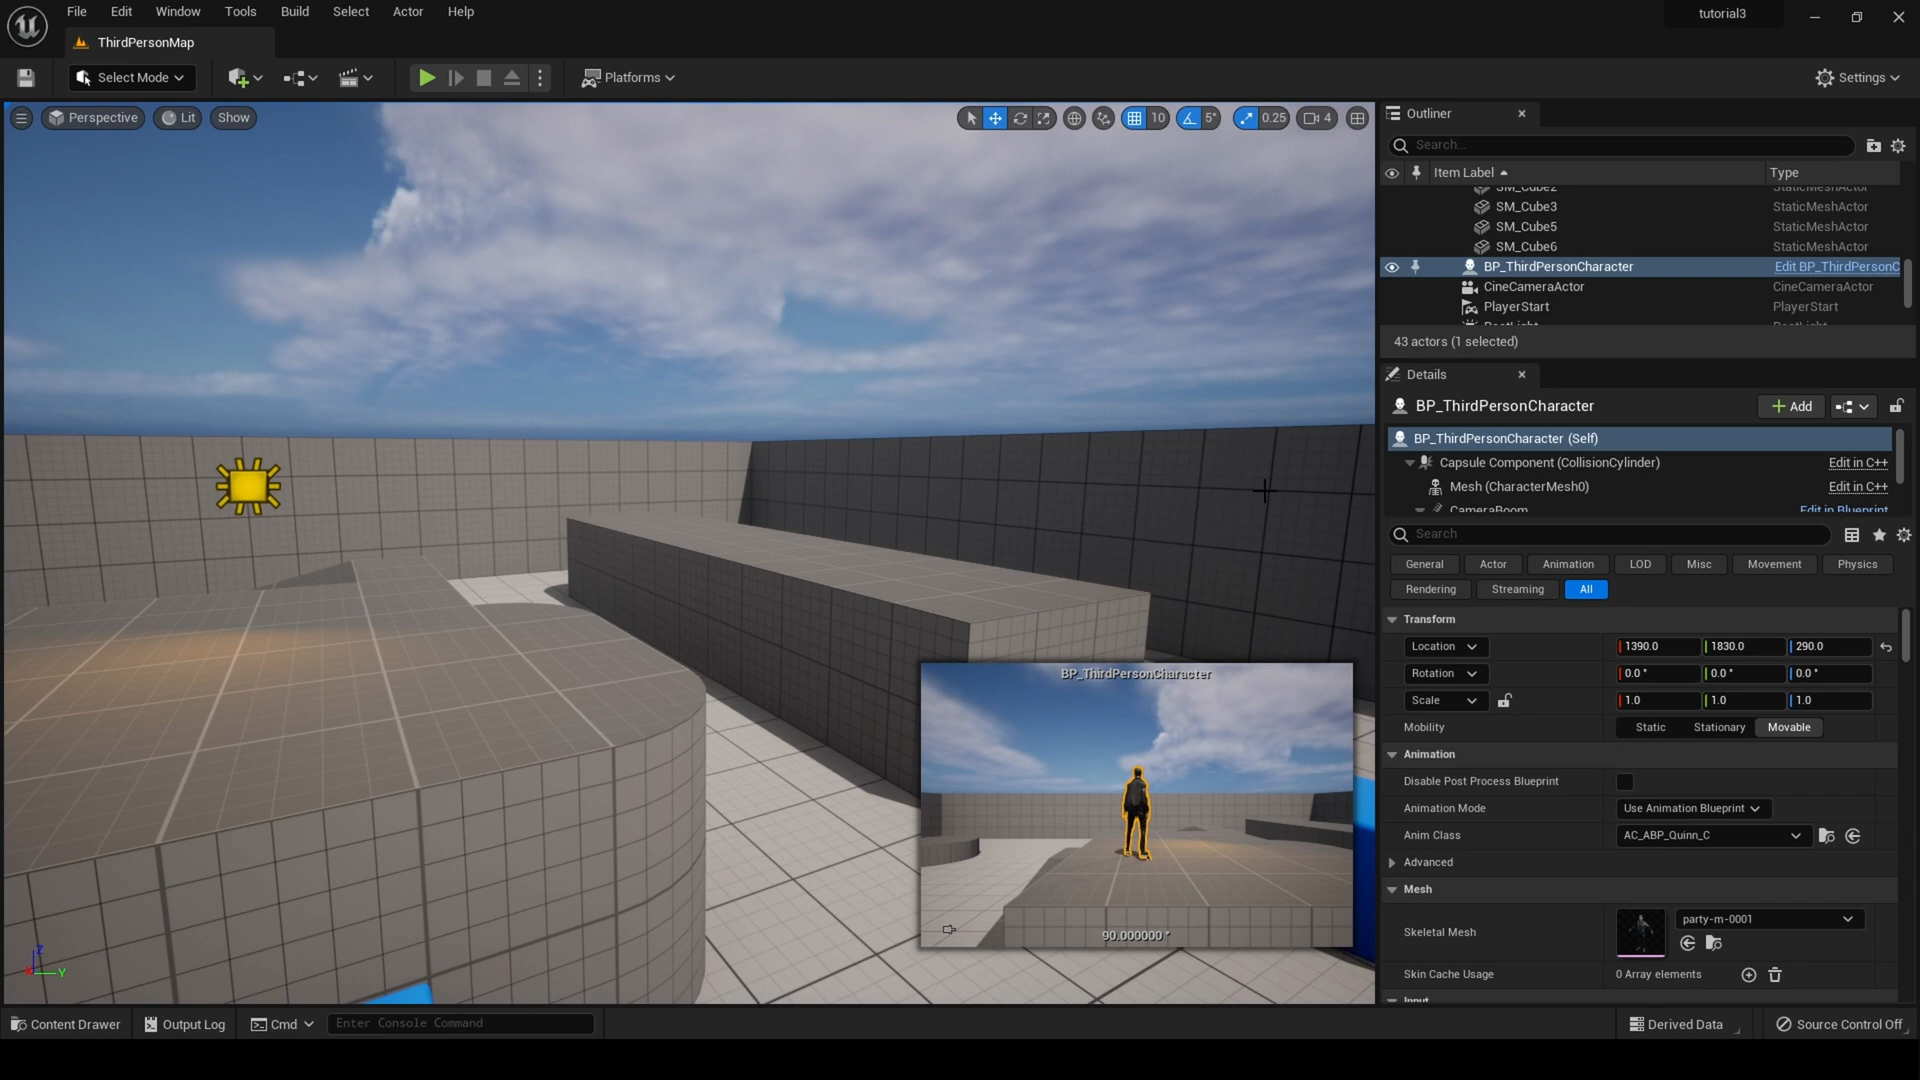 File Edit Window Tools Build Select Actor Help
tutorial3
ThirdPersonMap
Select Mode
Platforms
Settings
Perspective Lit Show
10 5° 0.25 4
Outliner
Search...
Item Label Type
SM_Cube2 StaticMeshActor
SM_Cube3 StaticMeshActor
SM_Cube5 StaticMeshActor
SM_Cube6 StaticMeshActor
BP_ThirdPersonCharacter Edit BP_ThirdPersonC
CineCameraActor CineCameraActor
PlayerStart PlayerStart
43 actors (1 selected)
Details
BP_ThirdPersonCharacter Add
BP_ThirdPersonCharacter (Self)
Capsule Component (CollisionCylinder) Edit in C++
Mesh (CharacterMesh0) Edit in C++
CameraBoom Edit in Blueprint
Search
General Actor Animation LOD Misc Movement Physics
Rendering Streaming All
Transform
Location 1390.0 1830.0 290.0
Rotation 0.0° 0.0° 0.0°
Scale 1.0 1.0 1.0
Mobility Static Stationary Movable
Animation
Disable Post Process Blueprint
Animation Mode Use Animation Blueprint
Anim Class AC_ABP_Quinn_C
Advanced
Mesh
Skeletal Mesh party-m-0001
Skin Cache Usage 0 Array elements
Input
BP_ThirdPersonCharacter
90.000000 °
Z
X Y
Content Drawer Output Log Cmd Enter Console Command
Derived Data Source Control Off